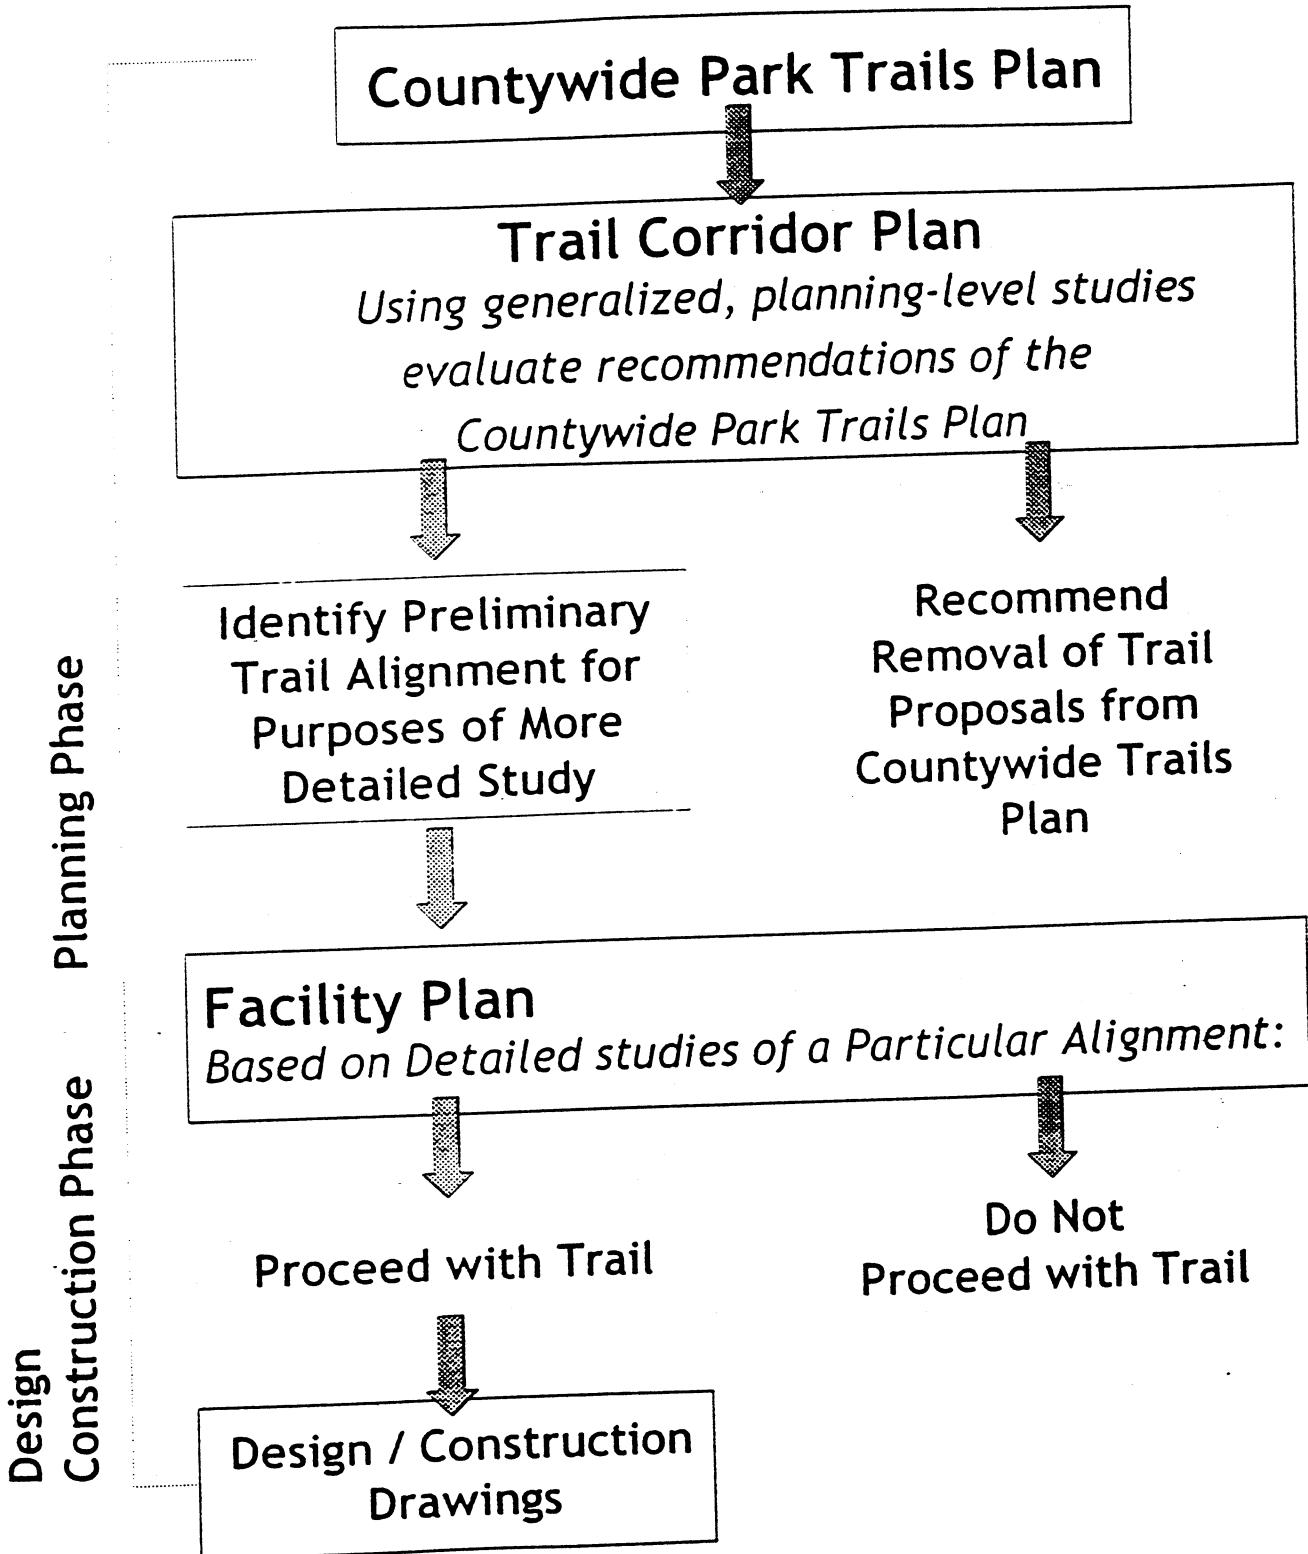 Countywide Park Trails Plan
Trail Corridor Plan
Using generalized, planning-level studies
evaluate recommendations of the
Countywide Park Trails Plan
Identify Preliminary
Trail Alignment for
Purposes of More
Detailed Study
Recommend
Removal of Trail
Proposals from
Countywide Trails
Plan
Planning Phase
Facility Plan
Based on Detailed studies of a Particular Alignment:
Proceed with Trail
Do Not
Proceed with Trail
Design
Construction Phase
Design / Construction
Drawings